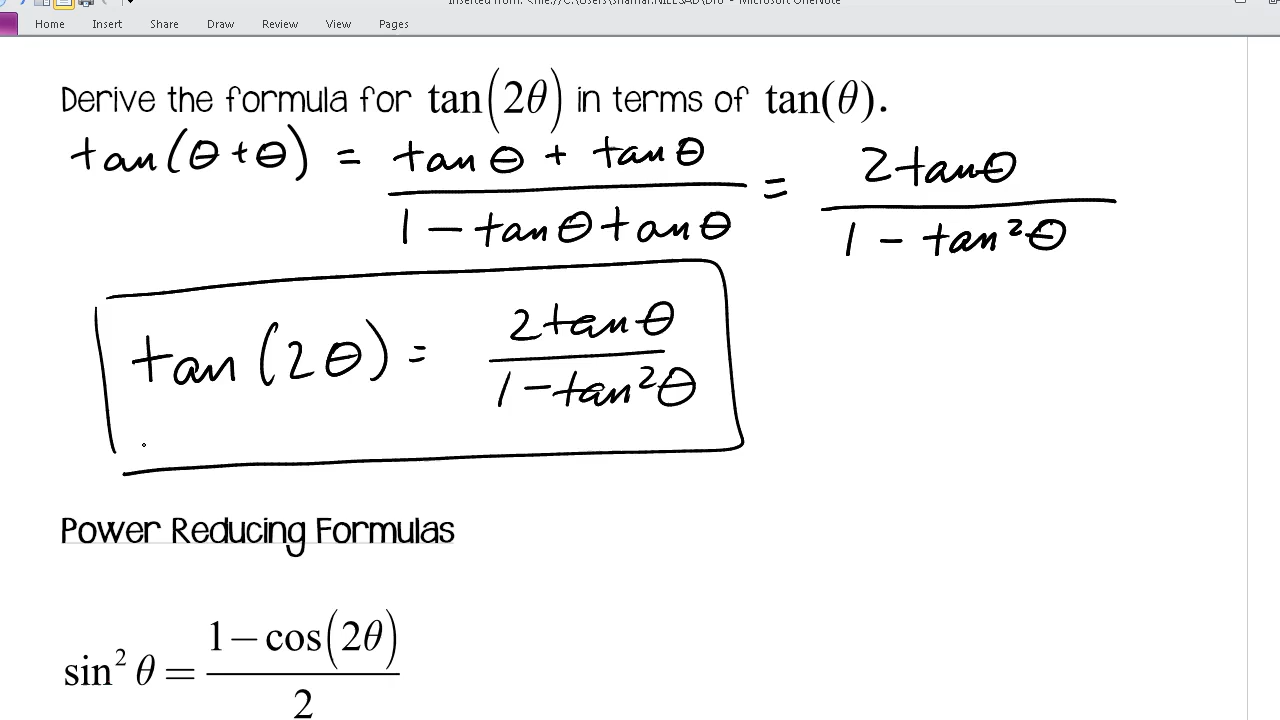 Home Insert Share Draw Review View Pages
Derive the formula for tan(2θ) in terms of tan(θ).
tan(θ+θ) = (tanθ + tanθ)/(1 − tanθ tanθ) = 2tanθ/(1 − tan²θ)
tan(2θ) = 2tanθ/(1 − tan²θ)
Power Reducing Formulas
sin² θ = (1 − cos(2θ))/2